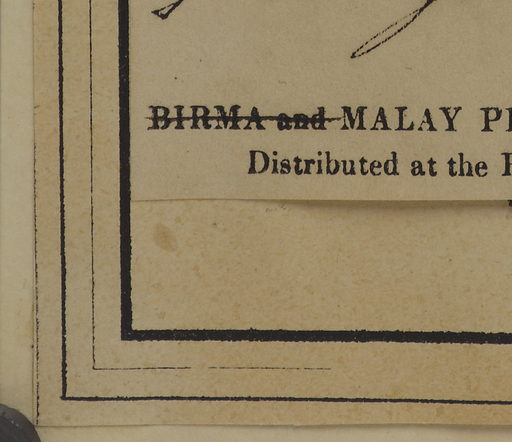 BIRMA and MALAY
Distributed at the